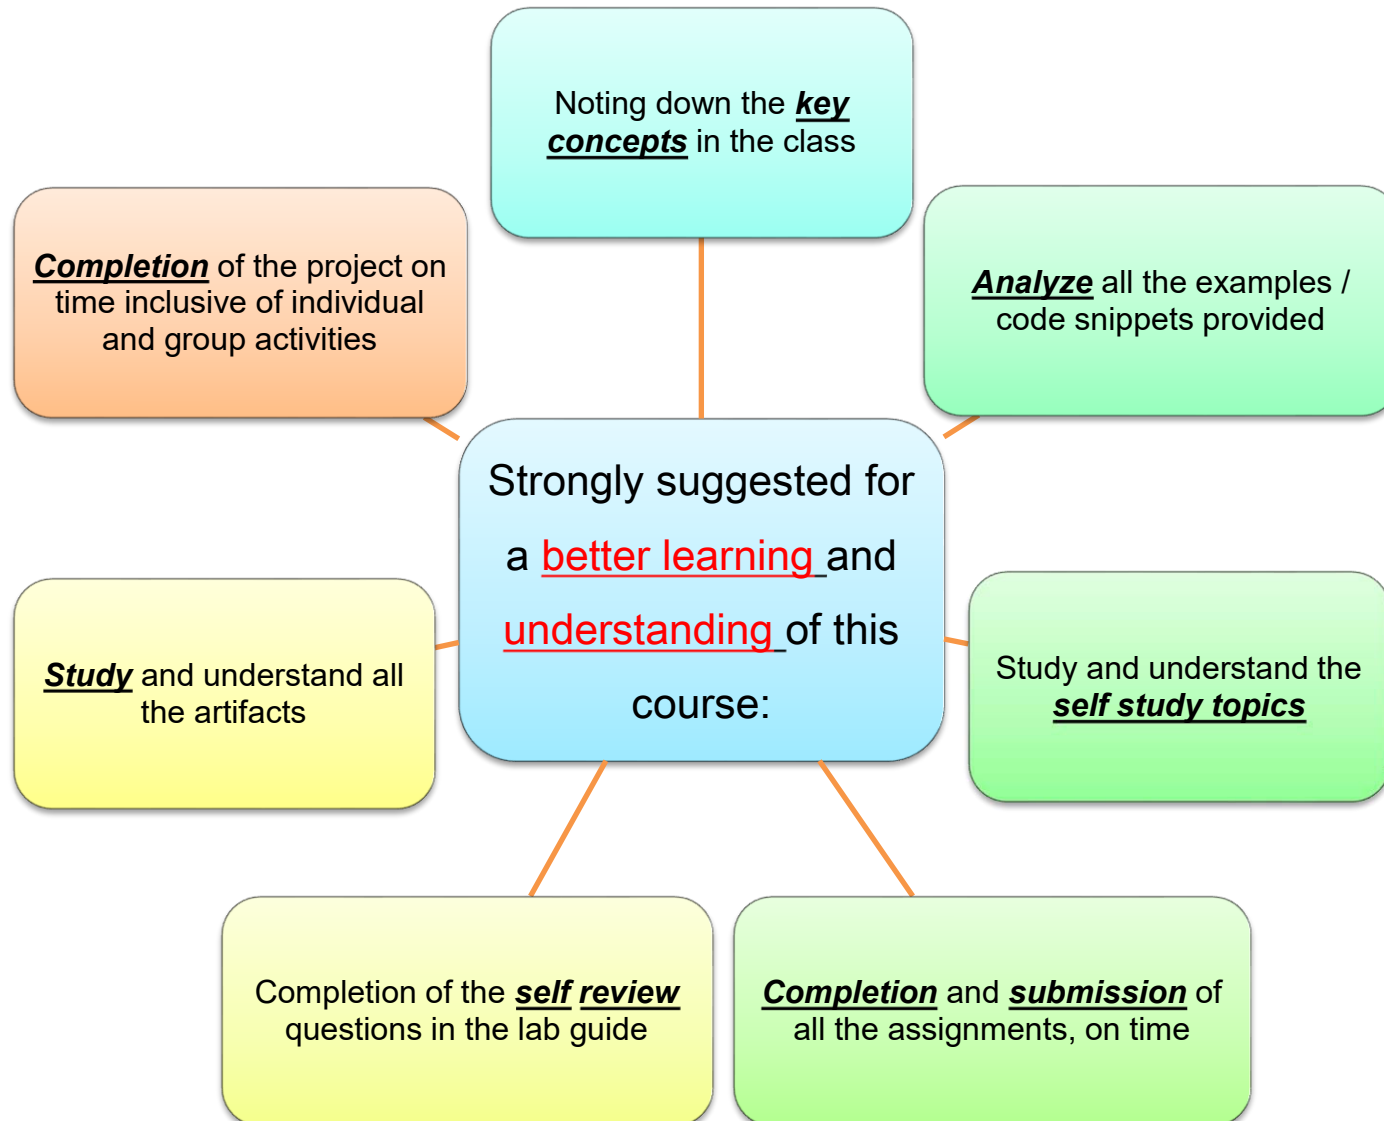 Noting down the key
concepts in the class
Completion of the project on
time inclusive of individual
and group activities
Analyze all the examples /
code snippets provided
Strongly suggested for
a better learning and
understanding of this
course:
Study and understand all
the artifacts
Study and understand the
self study topics
Completion of the self review
questions in the lab guide
Completion and submission of
all the assignments, on time